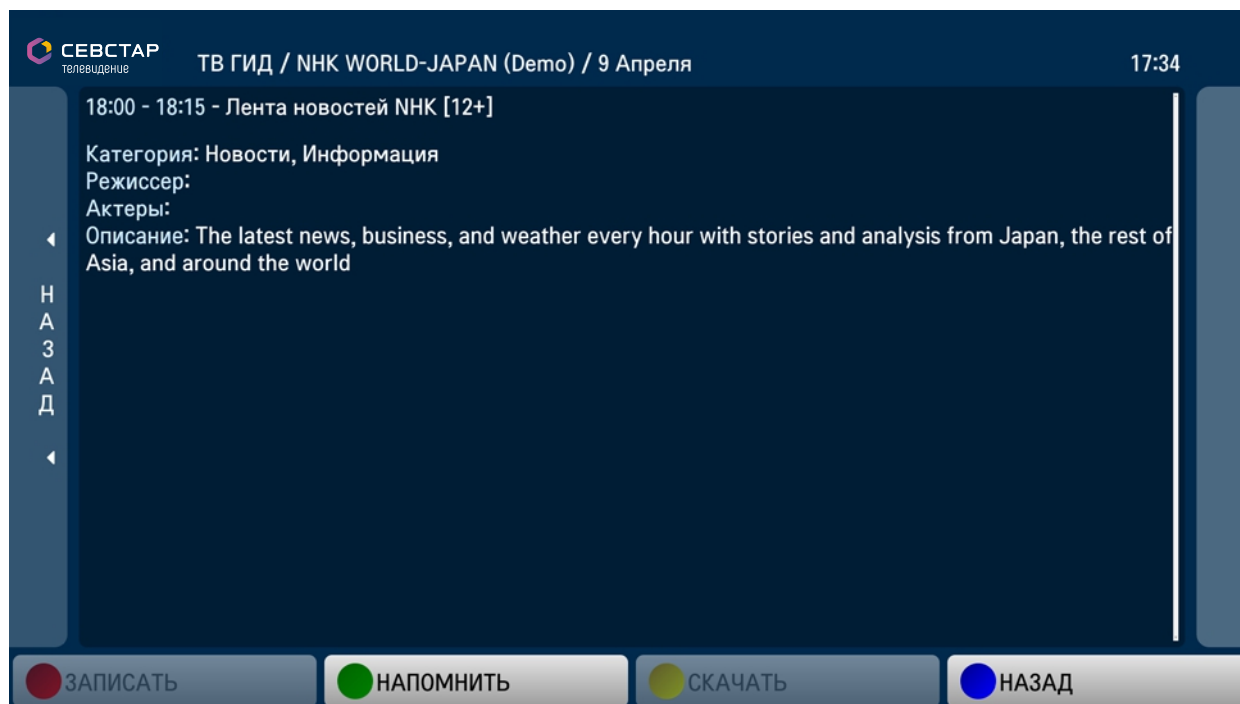 СЕВСТАР
телевидение
ТВ ГИД / NHK WORLD-JAPAN (Demo) / 9 Апреля
17:34
18:00 - 18:15 - Лента новостей NHK [12+]
Категория: Новости, Информация
Режиссер:
Актеры:
Описание: The latest news, business, and weather every hour with stories and analysis from Japan, the rest of
Asia, and around the world
НАЗАД
ЗАПИСАТЬ
НАПОМНИТЬ
СКАЧАТЬ
НАЗАД